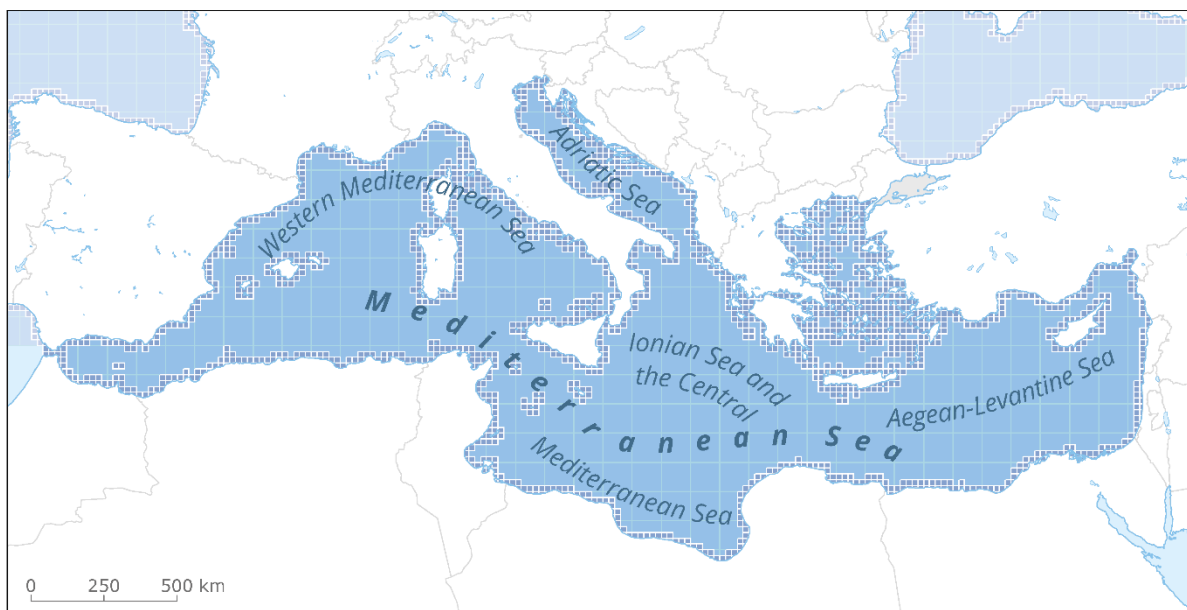 Adriatic Sea
Western Mediterranean Sea
Mediterranean Sea
Ionian Sea and
the Central
Mediterranean Sea
Aegean-Levantine Sea
0 250 500 km